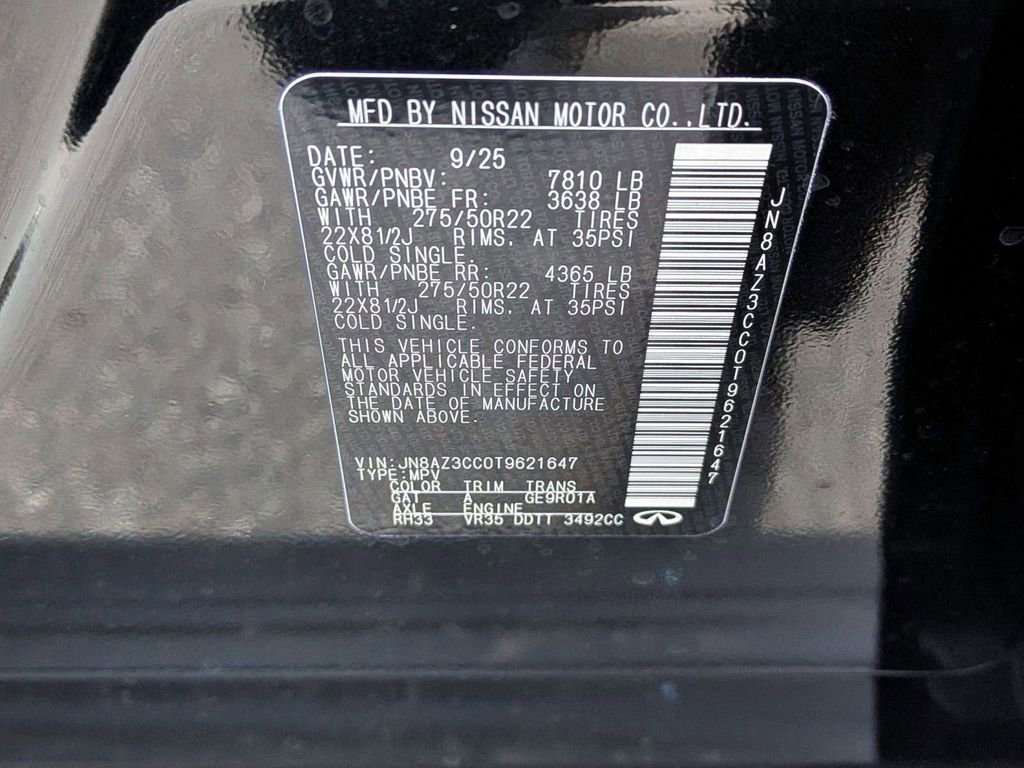 MFD BY NISSAN MOTOR CO.,LTD.
DATE: 9/25
GVWR/PNBV: 7810 LB
GAWR/PNBE FR: 3638 LB
WITH 275/50R22 TIRES
22X81/2J RIMS, AT 35PSI
COLD SINGLE.
GAWR/PNBE RR: 4365 LB
WITH 275/50R22 TIRES
22X81/2J RIMS, AT 35PSI
COLD SINGLE.
THIS VEHICLE CONFORMS TO
ALL APPLICABLE FEDERAL
MOTOR VEHICLE SAFETY
STANDARDS IN EFFECT ON
THE DATE OF MANUFACTURE
SHOWN ABOVE.
VIN:JN8AZ3CC0T9621647
TYPE:MPV
COLOR TRIM TRANS
GAT A GE9R01A
AXLE ENGINE
RH33 VR35 DDTT 3492CC
JN8AZ3CC0T9621647